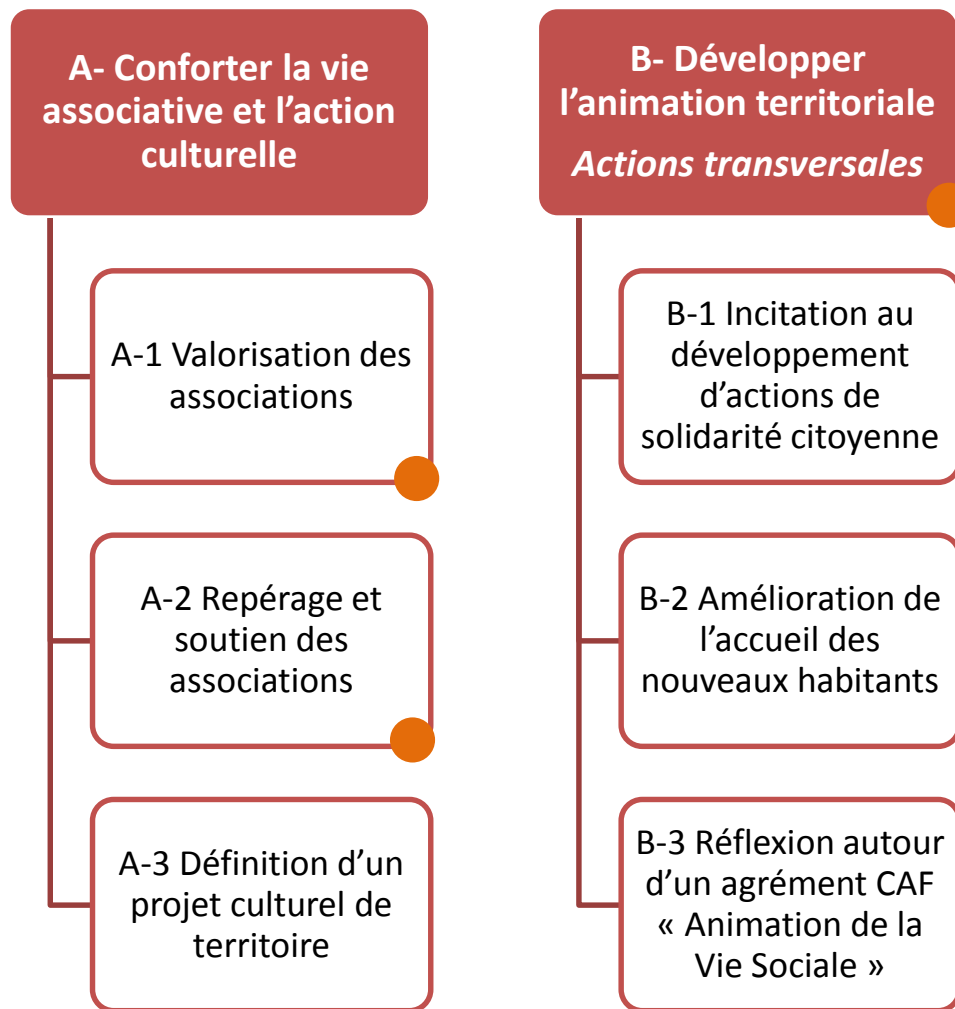 A- Conforter la vie
associative et l’action
culturelle
A-1 Valorisation des
associations
A-2 Repérage et
soutien des
associations
A-3 Définition d’un
projet culturel de
territoire
B- Développer
l’animation territoriale
Actions transversales
B-1 Incitation au
développement
d’actions de
solidarité citoyenne
B-2 Amélioration de
l’accueil des
nouveaux habitants
B-3 Réflexion autour
d’un agrément CAF
« Animation de la
Vie Sociale »